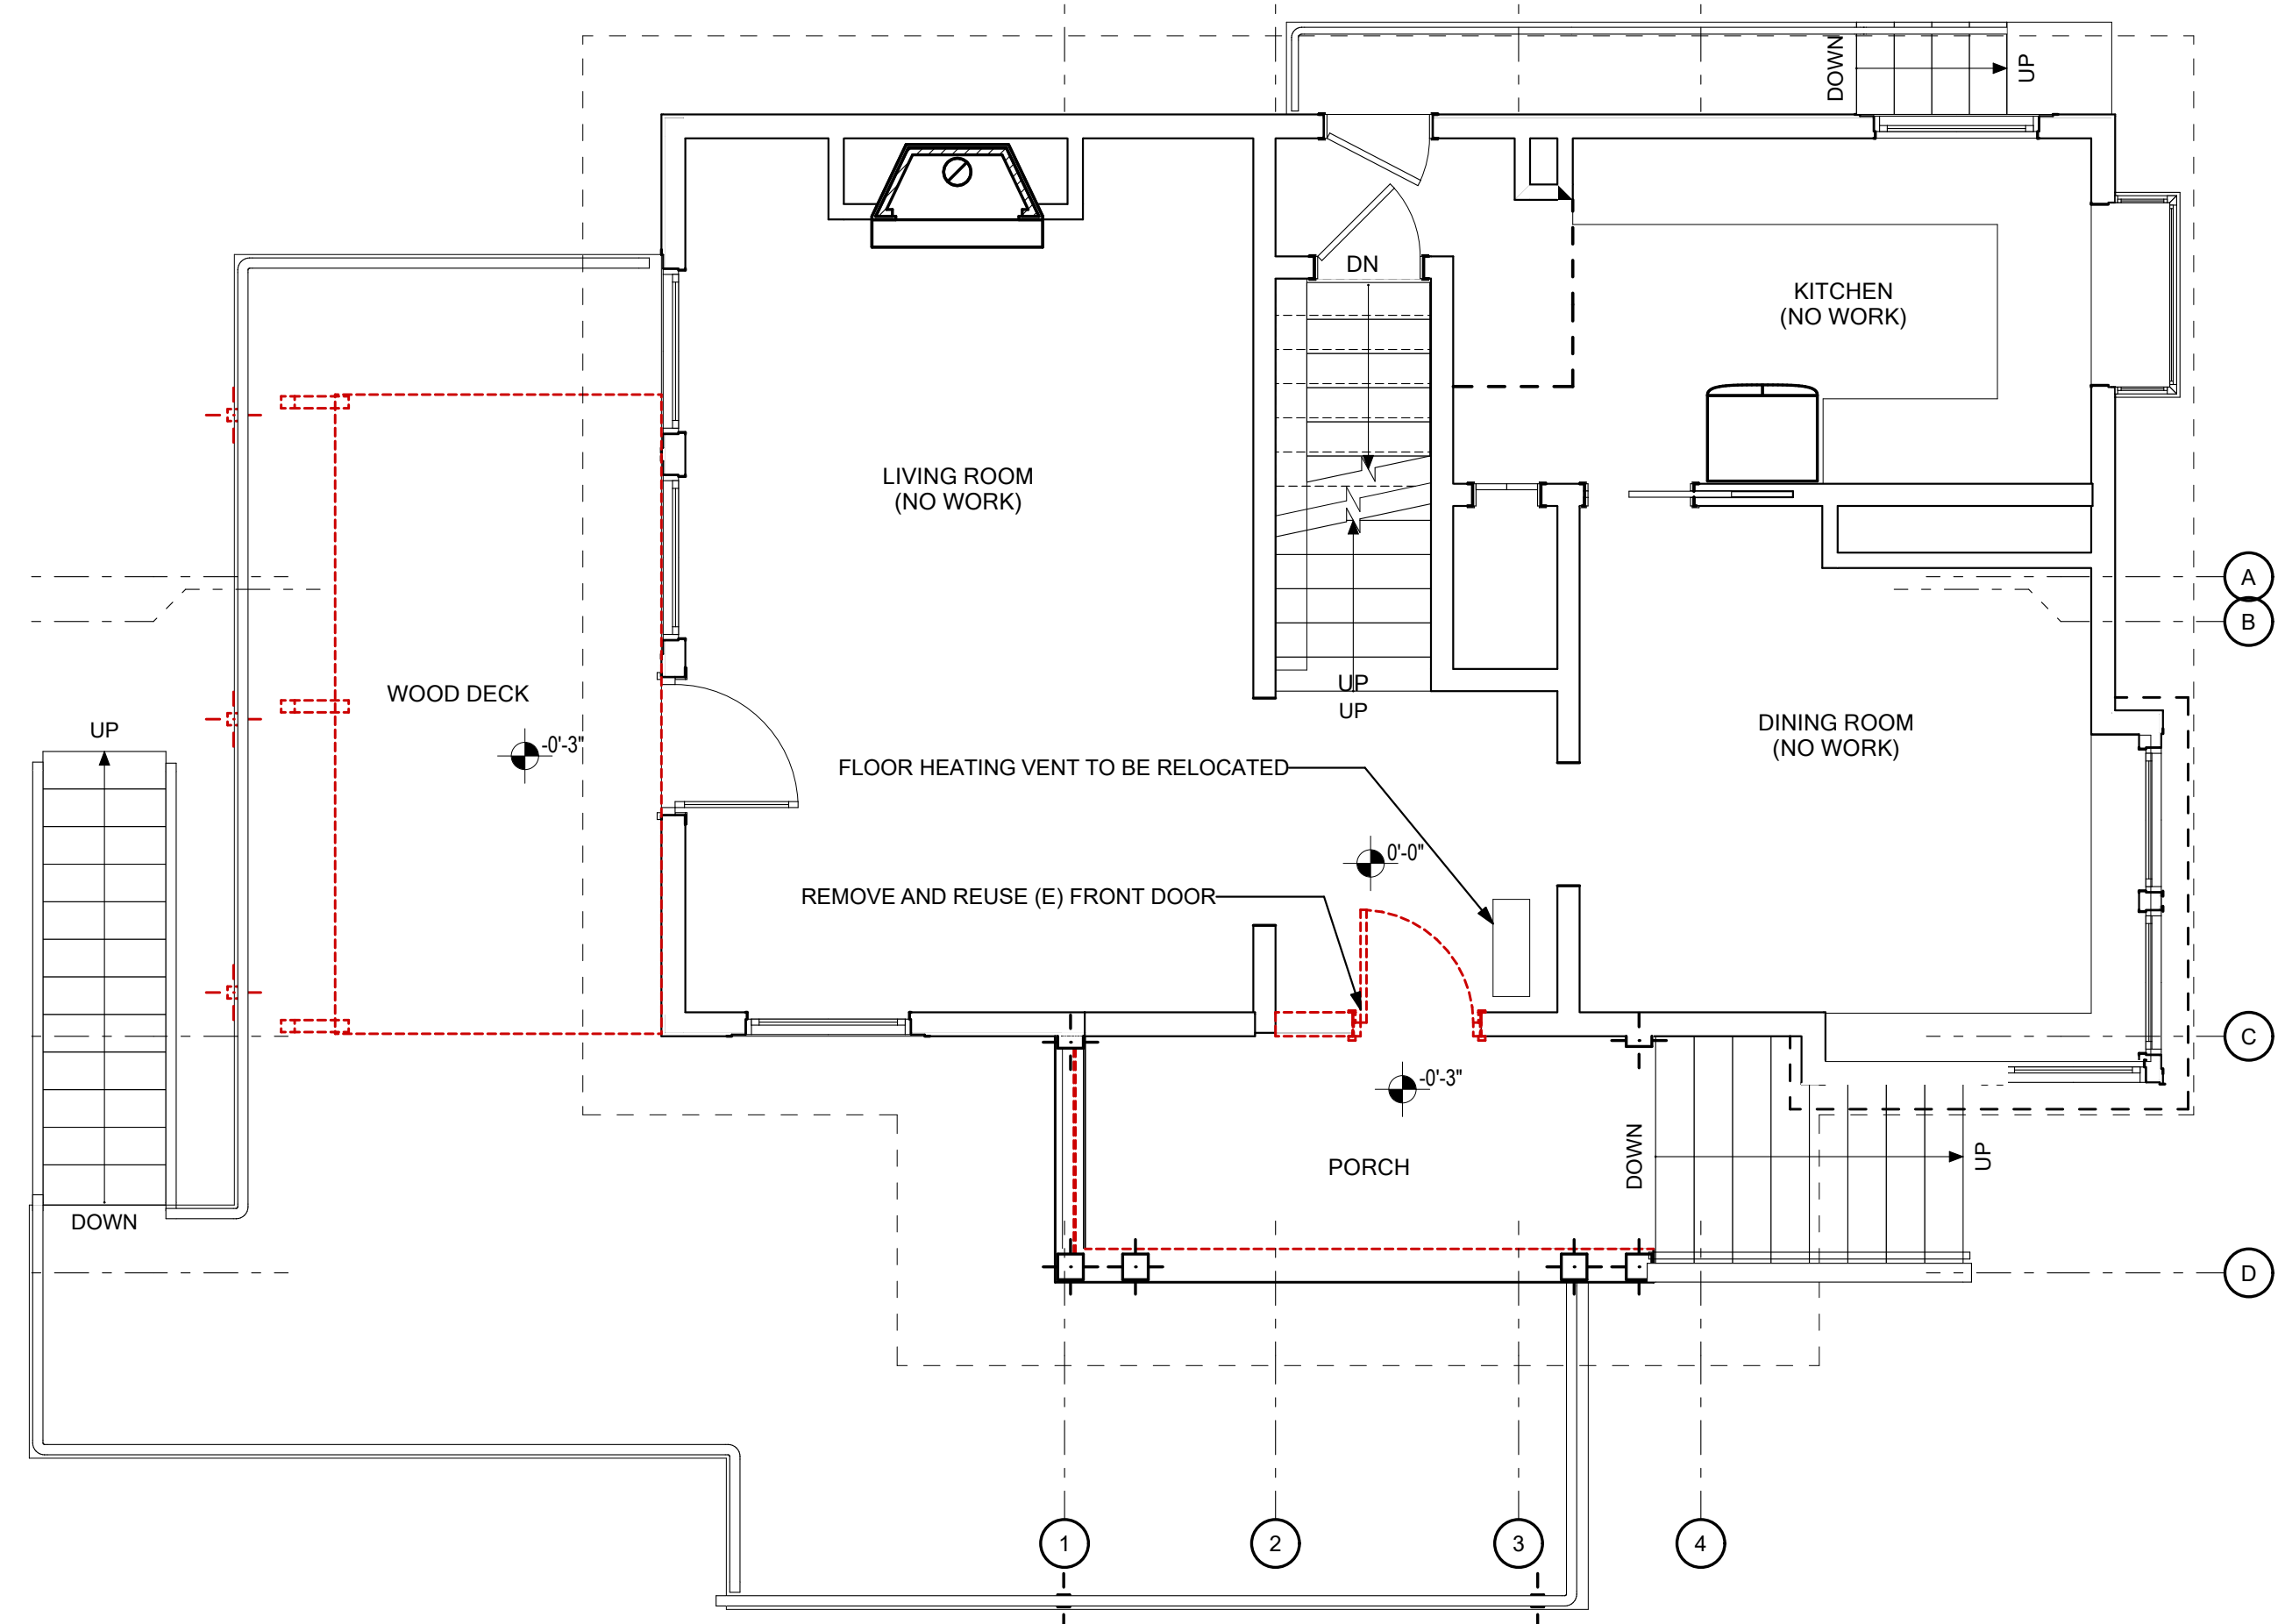 DOWN
UP
DN
KITCHEN
(NO WORK)
LIVING ROOM
(NO WORK)
A
B
WOOD DECK
-0'-3"
UP
UP
UP
DINING ROOM
(NO WORK)
FLOOR HEATING VENT TO BE RELOCATED
0'-0"
REMOVE AND REUSE (E) FRONT DOOR
C
-0'-3"
PORCH
DOWN
UP
DOWN
D
1
2
3
4